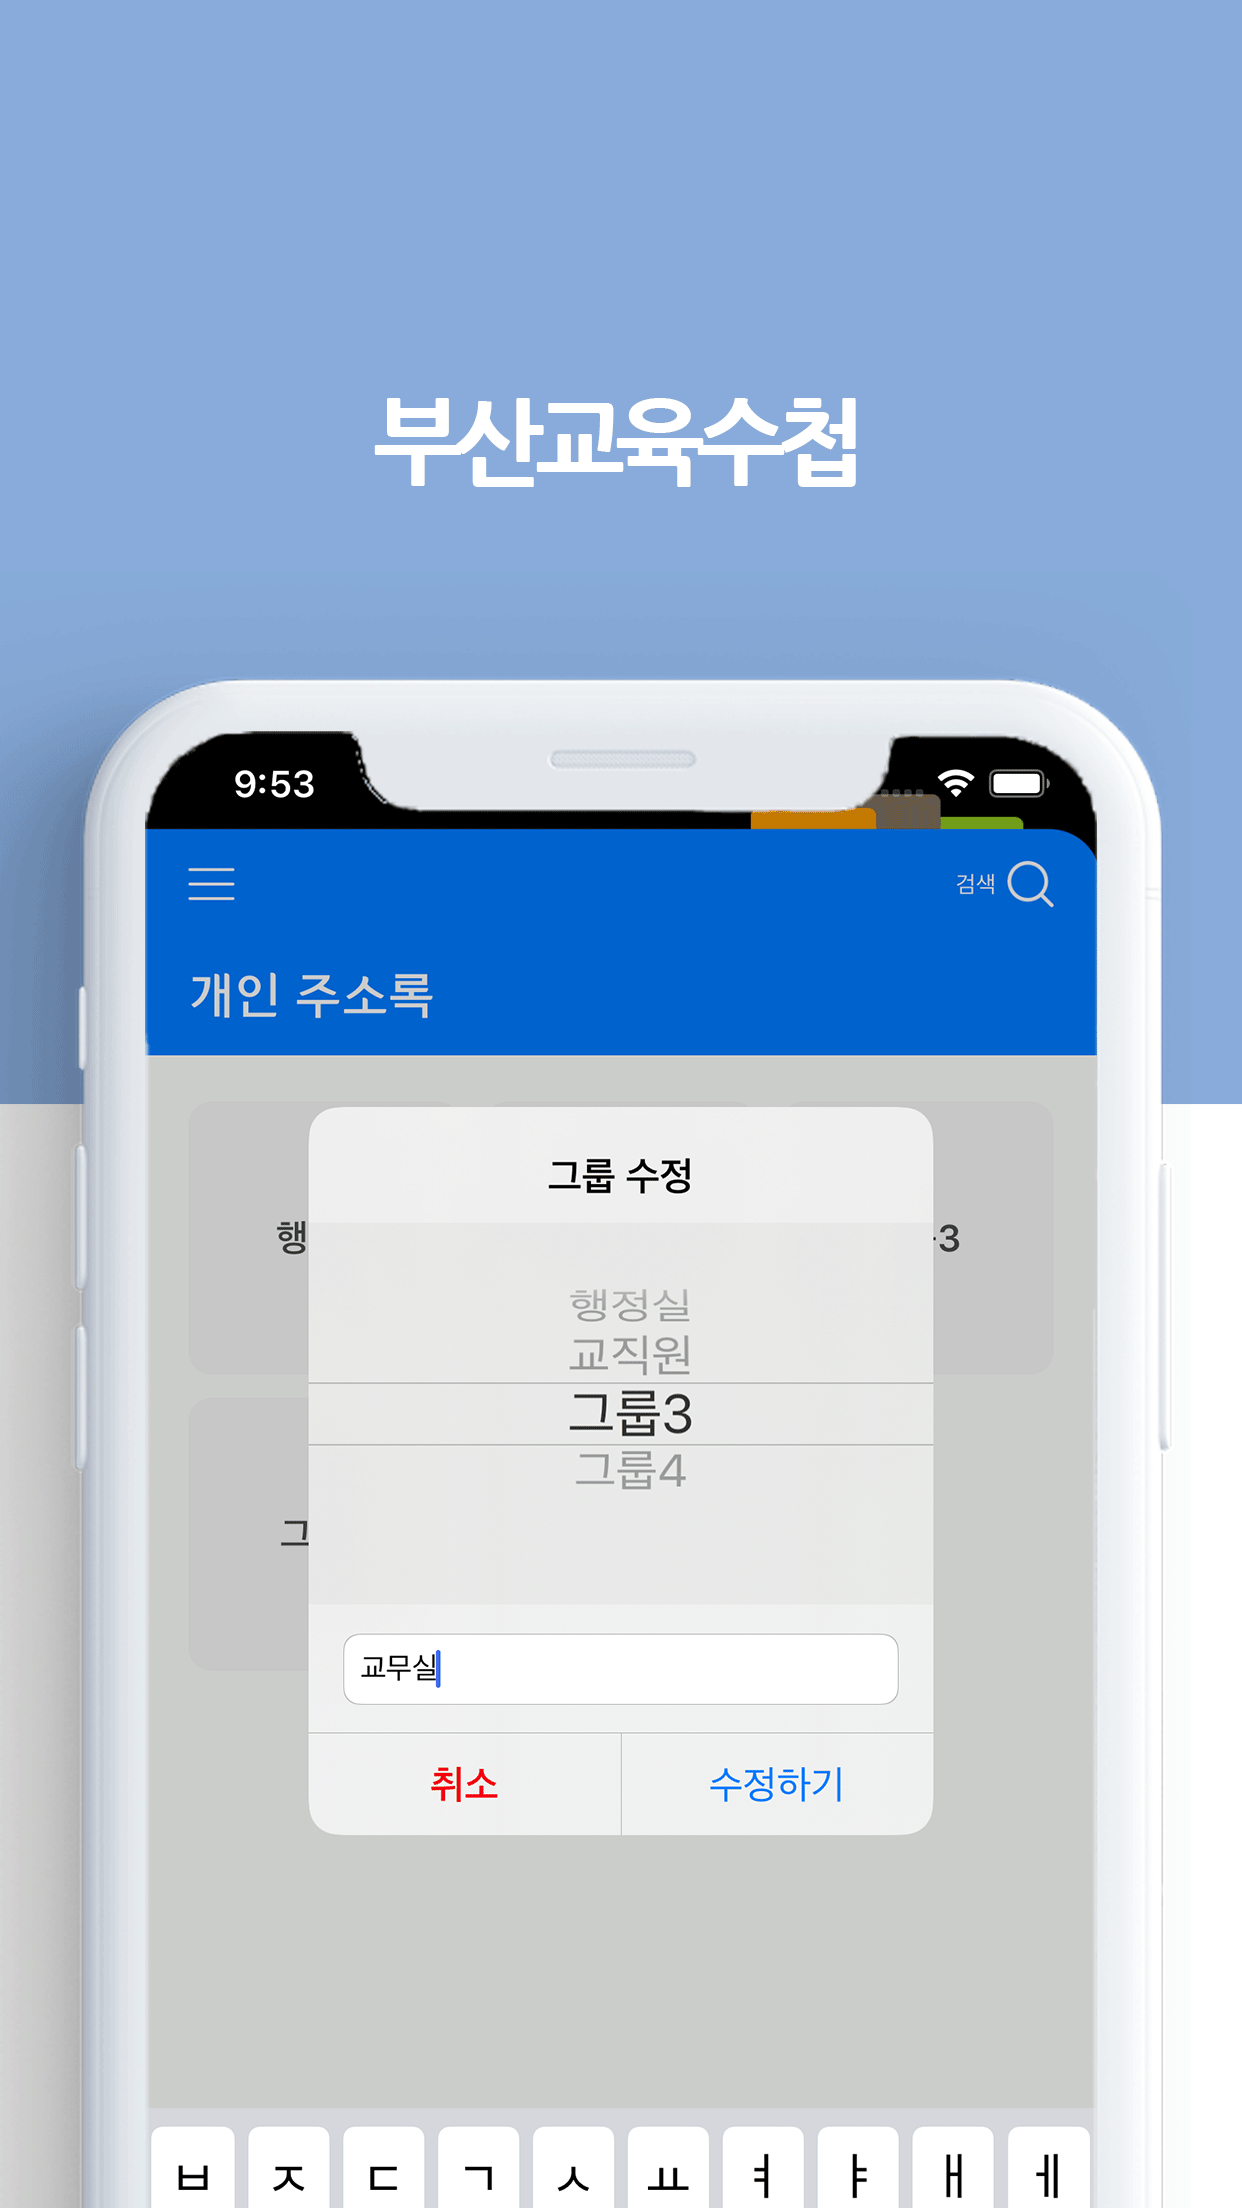 부산교육수첩
9:53
검색
개인 주소록
그룹 수정
행
3
행정실
교직원
그룹3
그룹4
교무실
취소 수정하기
ㅂ ㅈ ㄷ ㄱ ㅅ ㅛ ㅕ ㅑ ㅐ ㅔ